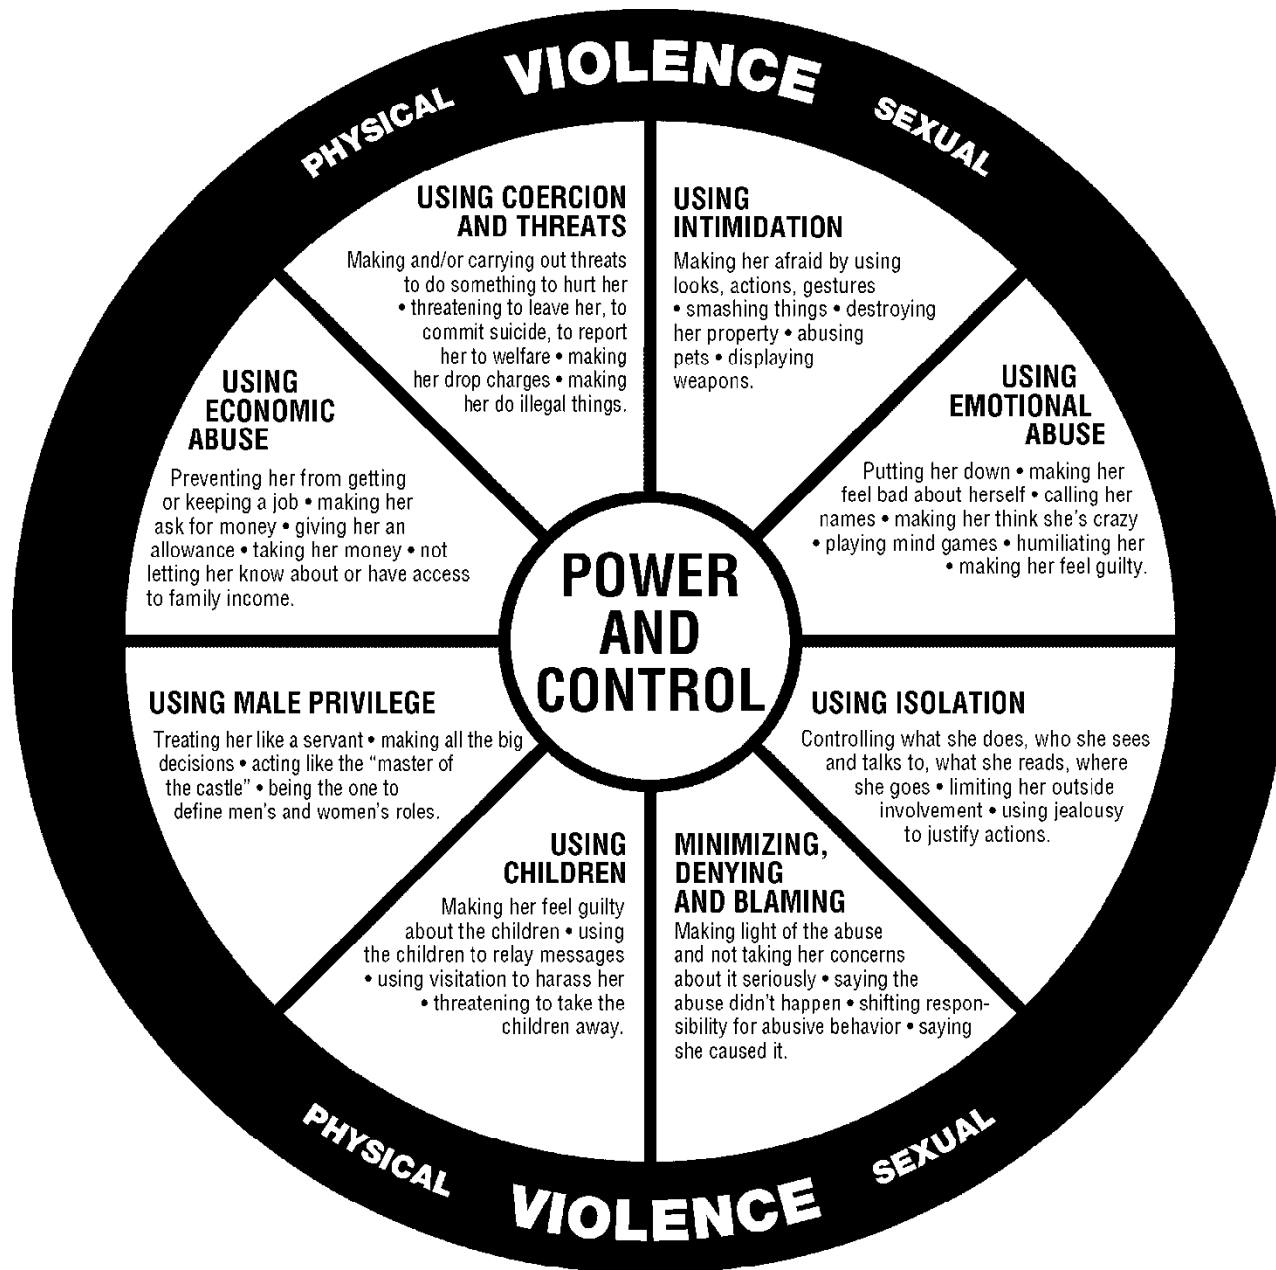 PHYSICAL VIOLENCE SEXUAL
USING COERCION
AND THREATS
Making and/or carrying out threats
to do something to hurt her
• threatening to leave her, to
commit suicide, to report
her to welfare • making
her drop charges • making
her do illegal things.
USING
INTIMIDATION
Making her afraid by using
looks, actions, gestures
• smashing things • destroying
her property • abusing
pets • displaying
weapons.
USING
EMOTIONAL
ABUSE
Putting her down • making her
feel bad about herself • calling her
names • making her think she's crazy
• playing mind games • humiliating her
• making her feel guilty.
USING ISOLATION
Controlling what she does, who she sees
and talks to, what she reads, where
she goes • limiting her outside
involvement • using jealousy
to justify actions.
MINIMIZING,
DENYING
AND BLAMING
Making light of the abuse
and not taking her concerns
about it seriously • saying the
abuse didn't happen • shifting respon-
sibility for abusive behavior • saying
she caused it.
USING
CHILDREN
Making her feel guilty
about the children • using
the children to relay messages
• using visitation to harass her
• threatening to take the
children away.
USING MALE PRIVILEGE
Treating her like a servant • making all the big
decisions • acting like the “master of
the castle” • being the one to
define men's and women's roles.
USING
ECONOMIC
ABUSE
Preventing her from getting
or keeping a job • making her
ask for money • giving her an
allowance • taking her money • not
letting her know about or have access
to family income.
POWER
AND
CONTROL
PHYSICAL VIOLENCE SEXUAL